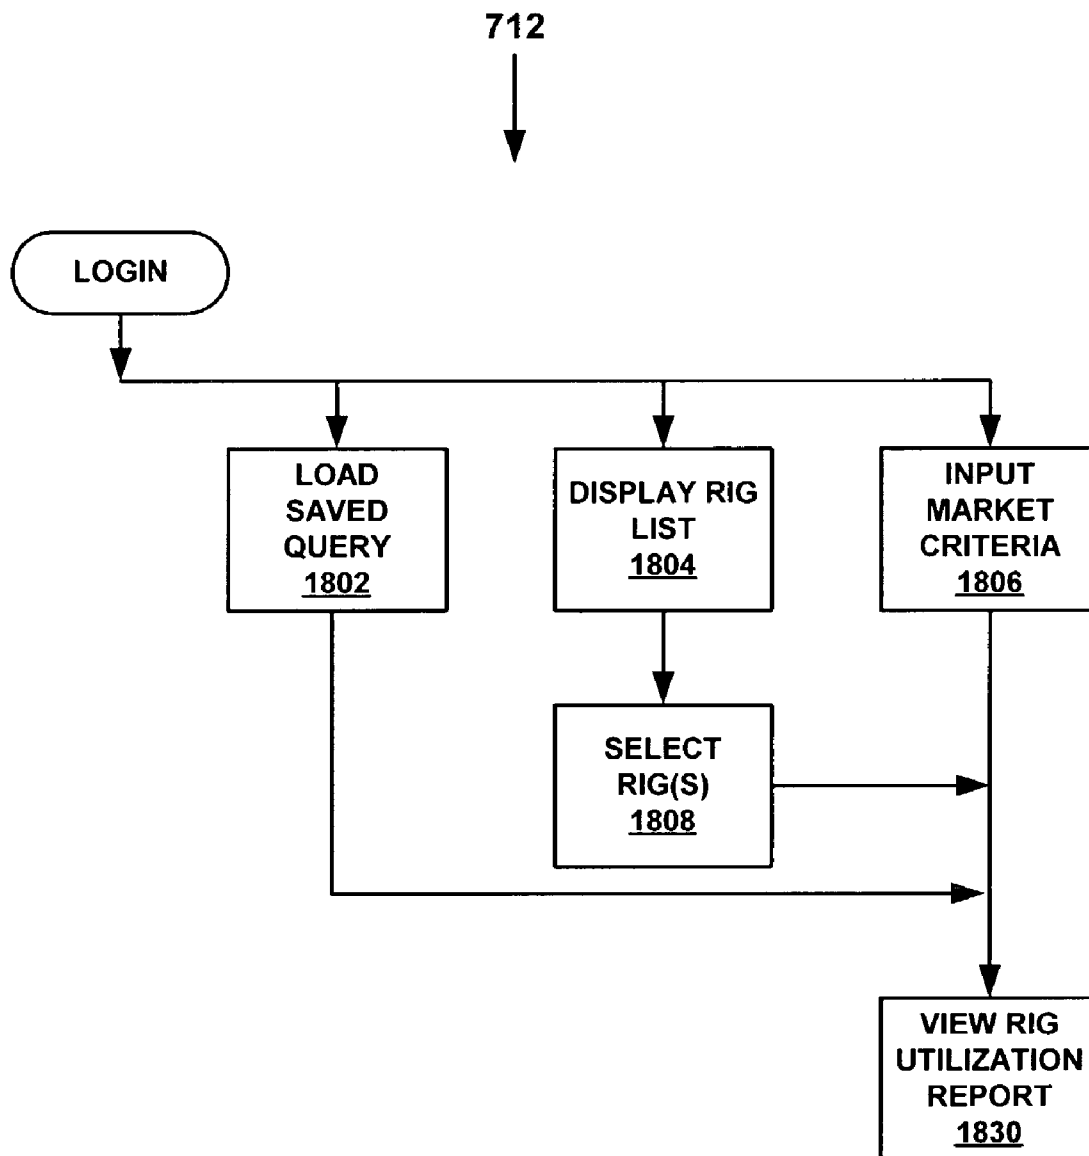 712
LOGIN
LOAD
SAVED
QUERY
1802
DISPLAY RIG
LIST
1804
INPUT
MARKET
CRITERIA
1806
SELECT
RIG(S)
1808
VIEW RIG
UTILIZATION
REPORT
1830